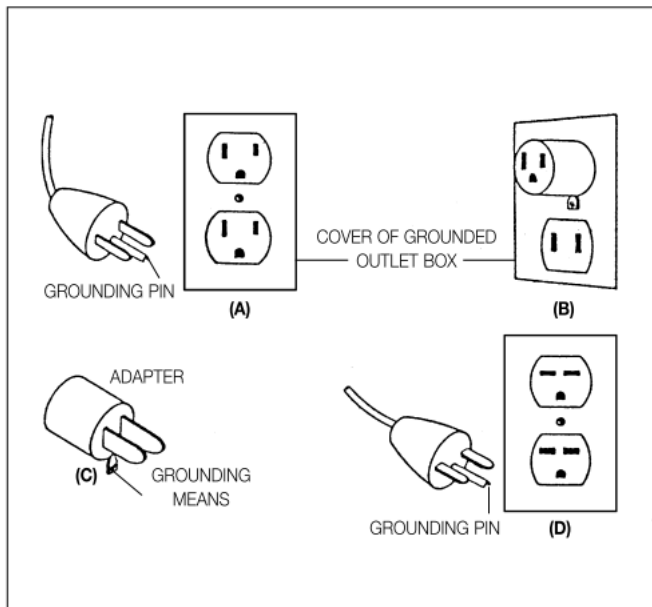 COVER OF GROUNDED
OUTLET BOX
GROUNDING PIN
(A)
(B)
ADAPTER
(C)
GROUNDING
MEANS
GROUNDING PIN
(D)